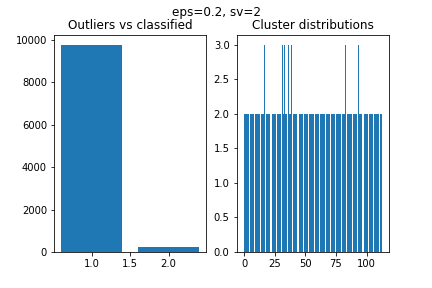 eps=0.2, sv=2
Outliers vs classified
Cluster distributions
10000
8000
6000
4000
2000
0
1.0 1.5 2.0
3.0
2.5
2.0
1.5
1.0
0.5
0.0
0 25 50 75 100